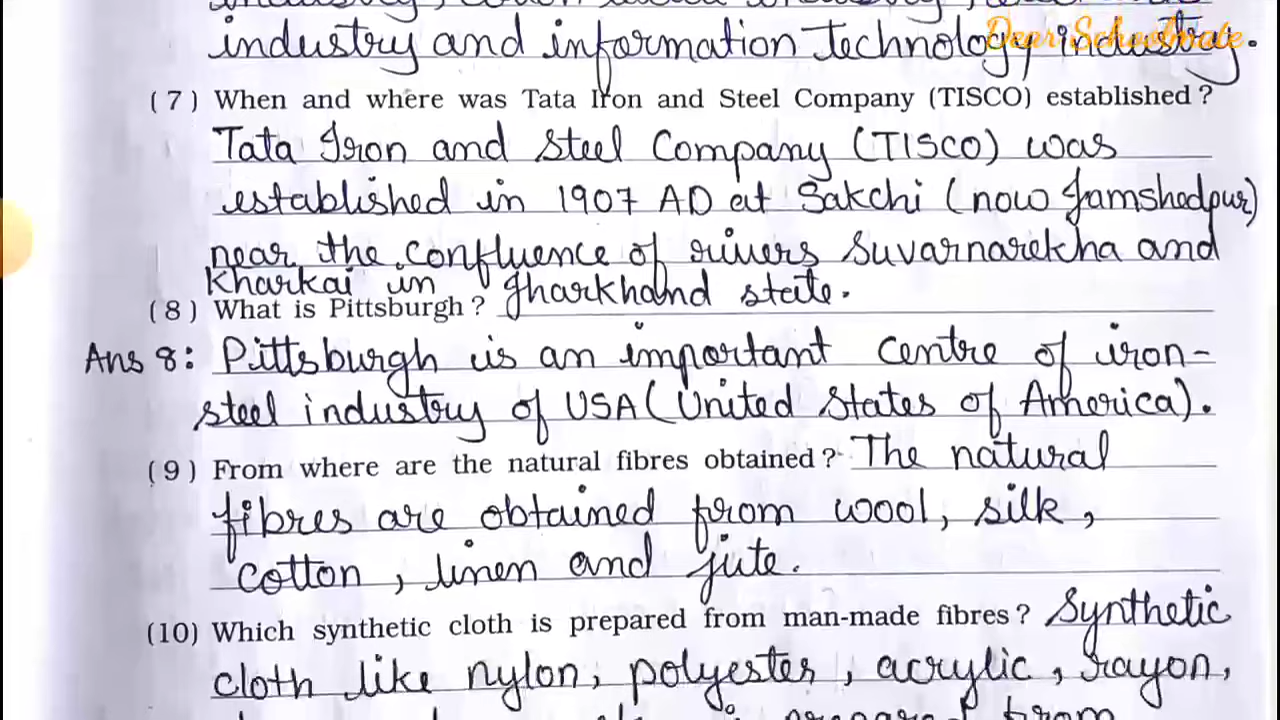 industry and information technology industry.
Dear Schoolmate
(7) When and where was Tata Iron and Steel Company (TISCO) established?
Tata Iron and Steel Company (TISCO) was
established in 1907 AD at Sakchi (now Jamshedpur)
near the confluence of rivers Suvarnarekha and
Kharkai in Jharkhand state.
(8) What is Pittsburgh?
Ans 8: Pittsburgh is an important centre of iron-
steel industry of USA (United States of America).
(9) From where are the natural fibres obtained? The natural
fibres are obtained from wool, silk,
cotton, linen and jute.
(10) Which synthetic cloth is prepared from man-made fibres? Synthetic
cloth like nylon, polyester, acrylic, rayon,
prepared from